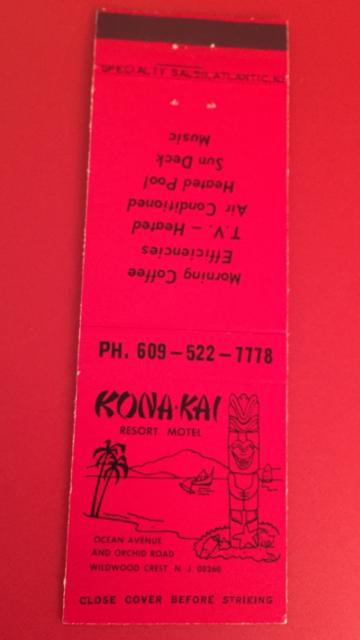 SPECIALTY SALES, ATLANTIC, NJ
Morning Coffee
Efficiencies
T.V. - Heated
Air Conditioned
Heated Pool
Sun Deck
Music
PH. 609-522-7778
KONA-KAI
RESORT MOTEL
OCEAN AVENUE
AND ORCHID ROAD
WILDWOOD CREST, N. J. 08260
CLOSE COVER BEFORE STRIKING